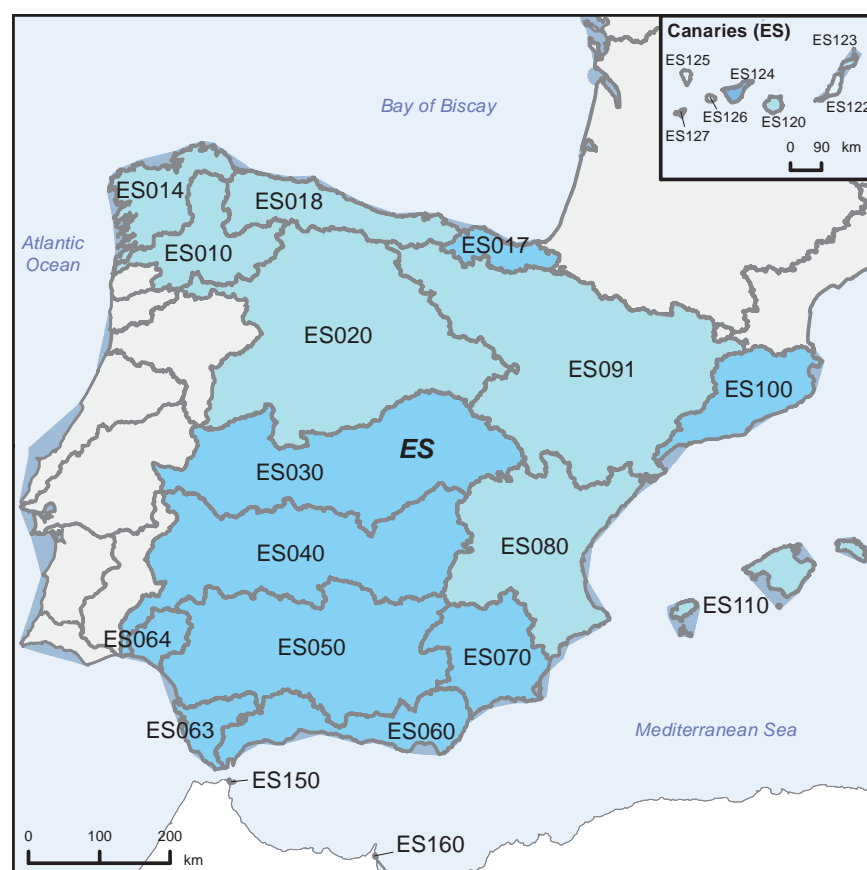 Canaries (ES)
ES123
ES125
ES124
ES126
ES122
ES127
ES120
0 90 km
Bay of Biscay
ES014
ES018
Atlantic
Ocean
ES010
ES017
ES020
ES091
ES100
ES
ES030
ES040
ES080
ES110
ES064
ES050
ES070
ES063
ES060
Mediterranean Sea
ES150
0 100 200
km
ES160